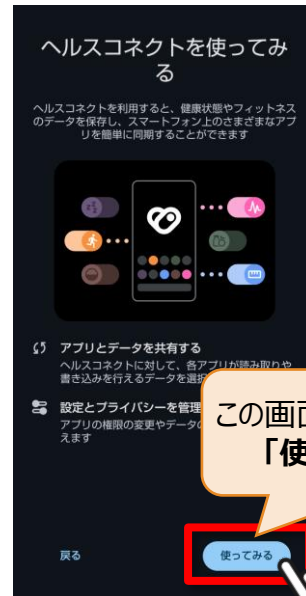 ヘルスコネクトを使ってみ
る
ヘルスコネクトを利用すると、健康状態やフィットネス
のデータを保存し、スマートフォン上のさまざまなアプ
リを簡単に同期することができます
アプリとデータを共有する
ヘルスコネクトに対して、各アプリが読み取りや
書き込みを行えるデータを選択
設定とプライバシーを管理
アプリの権限の変更やデータの
えます
この画面
「使
戻る
使ってみる